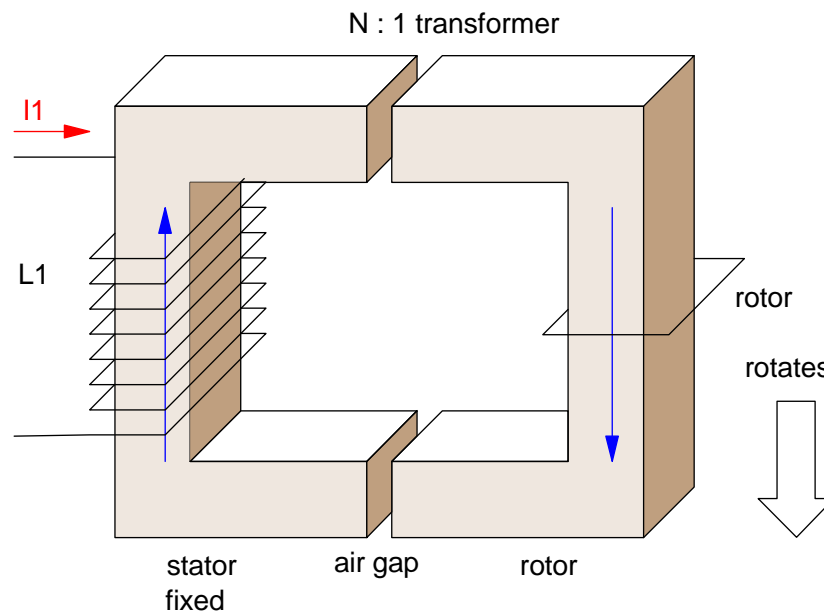 N : 1 transformer
I1
L1
rotor
rotates
stator
fixed
air gap
rotor